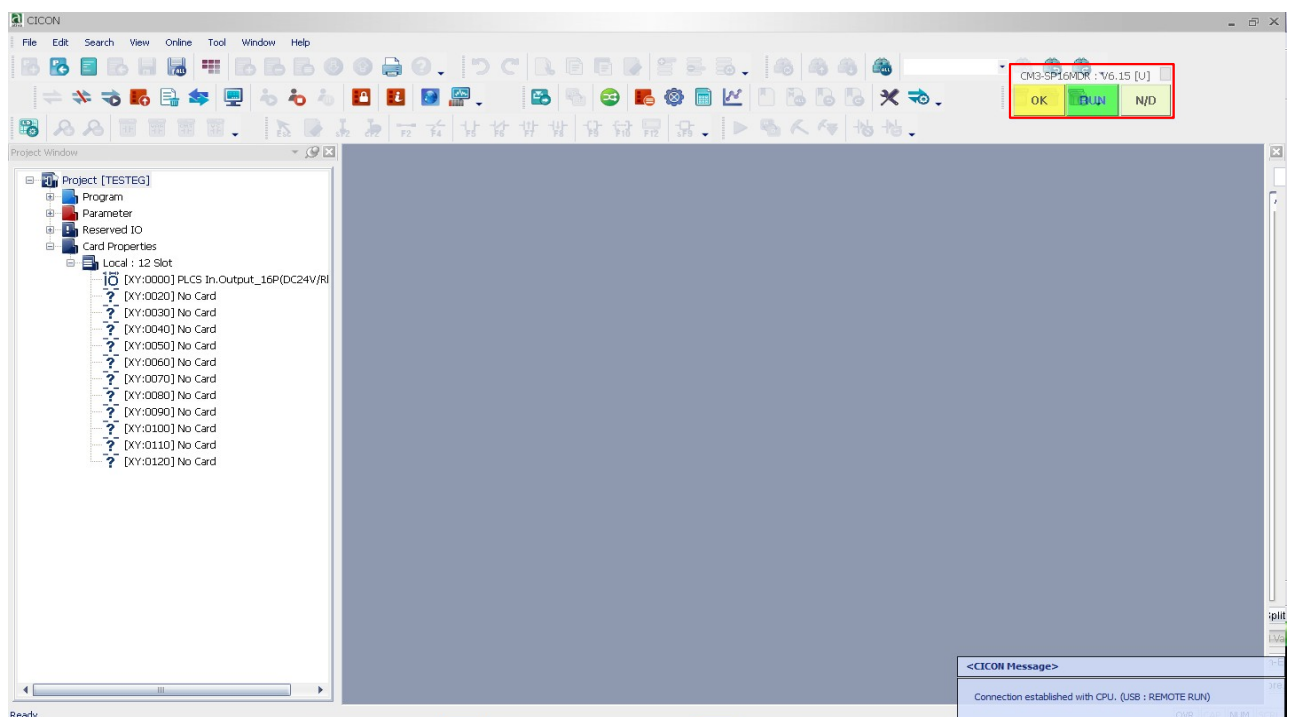 CICON
File Edit Search View Online Tool Window Help
CM3-SP16MDR : V6.15 [U]
OK RUN N/D
Project Window
Project [TESTEG]
Program
Parameter
Reserved IO
Card Properties
Local : 12 Slot
[XY:0000] PLCS In.Output_16P(DC24V/Rl
[XY:0020] No Card
[XY:0030] No Card
[XY:0040] No Card
[XY:0050] No Card
[XY:0060] No Card
[XY:0070] No Card
[XY:0080] No Card
[XY:0090] No Card
[XY:0100] No Card
[XY:0110] No Card
[XY:0120] No Card
Split
<CICON Message>
Connection established with CPU. (USB : REMOTE RUN)
Ready